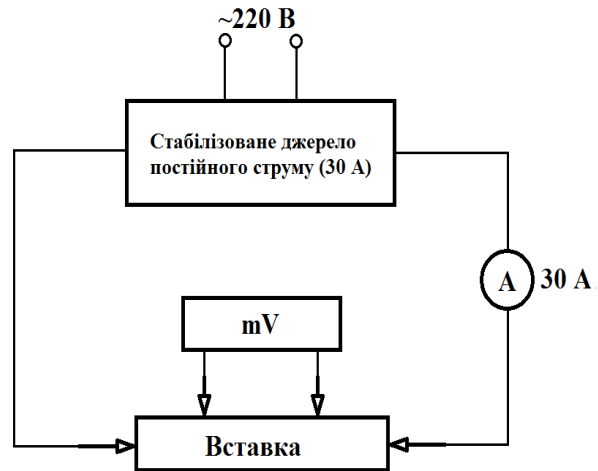 ~220 В
Стабілізоване джерело
постійного струму (30 А)
А
30 А
mV
Вставка